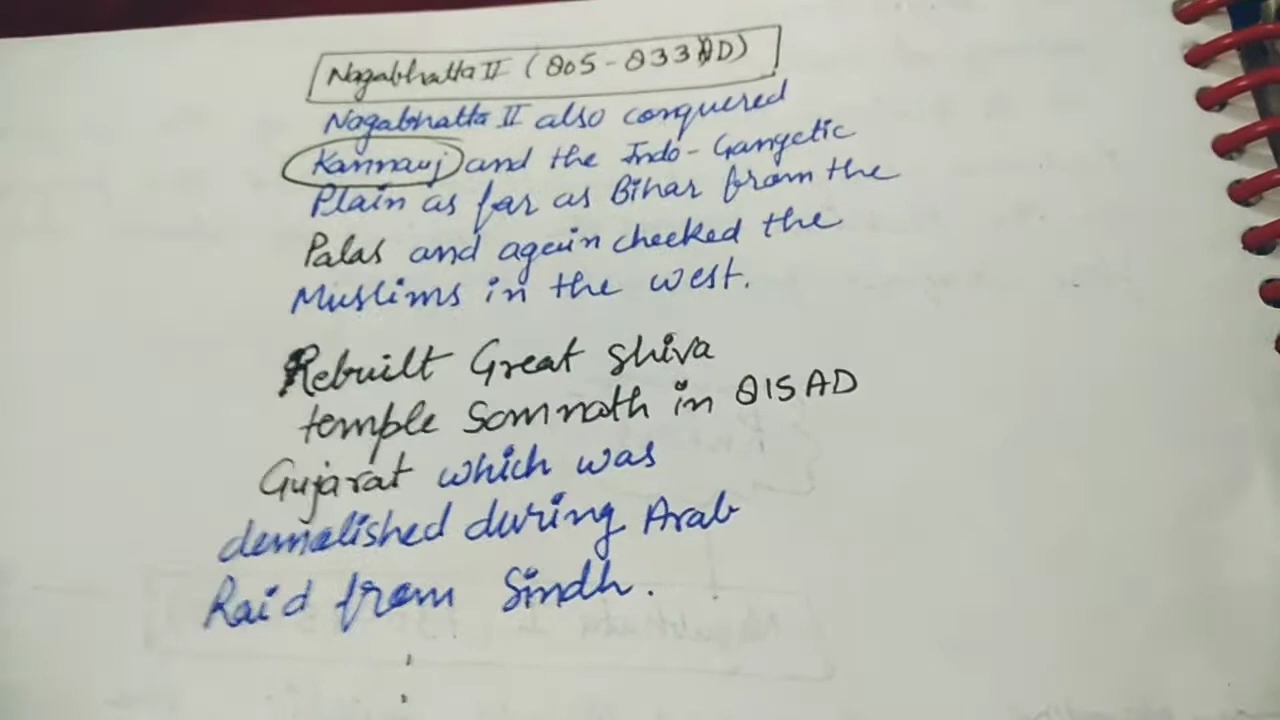 Nagabhatta II (805-833AD)
Nagabhatta II also conquered
Kannauj and the Indo-Gangetic
Plain as far as Bihar from the
Palas and again checked the
Muslims in the west.
Rebuilt Great Shiva
temple Somnath in 815AD
Gujarat which was
demolished during Arab
Raid from Sindh.